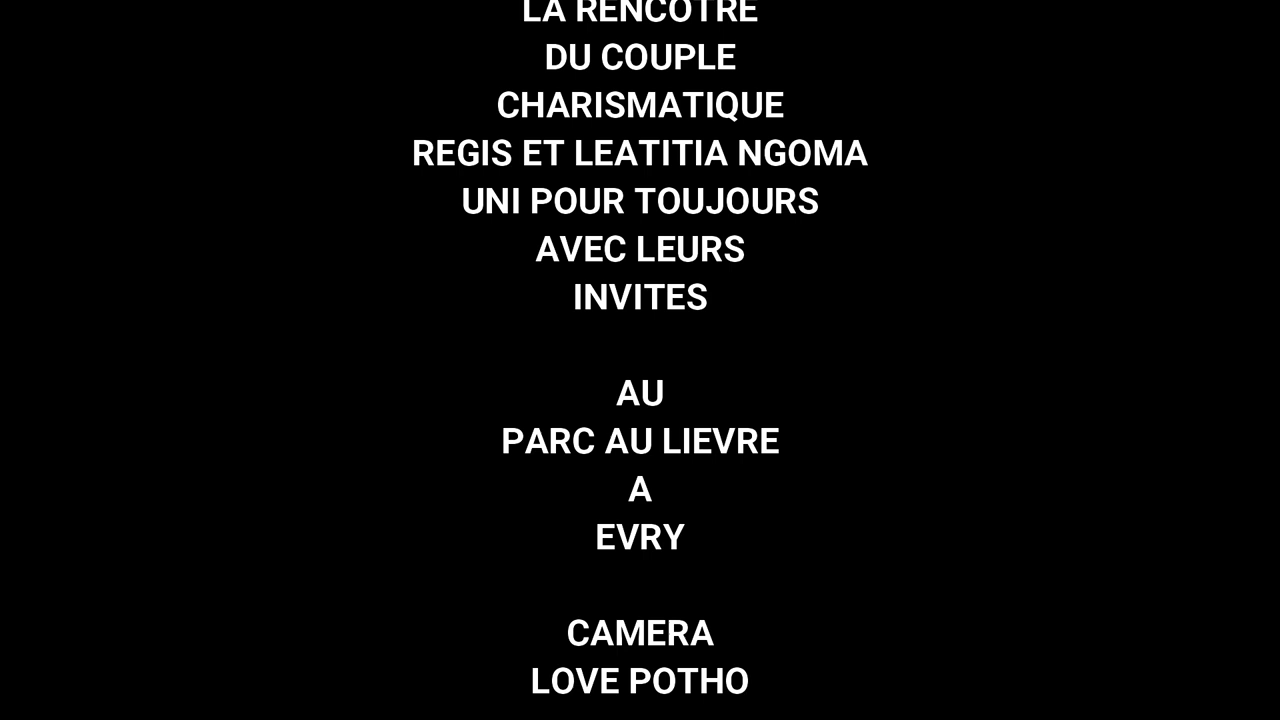 LA RENCOTRE
DU COUPLE
CHARISMATIQUE
REGIS ET LEATITIA NGOMA
UNI POUR TOUJOURS
AVEC LEURS
INVITES
AU
PARC AU LIEVRE
A
EVRY
CAMERA
LOVE POTHO